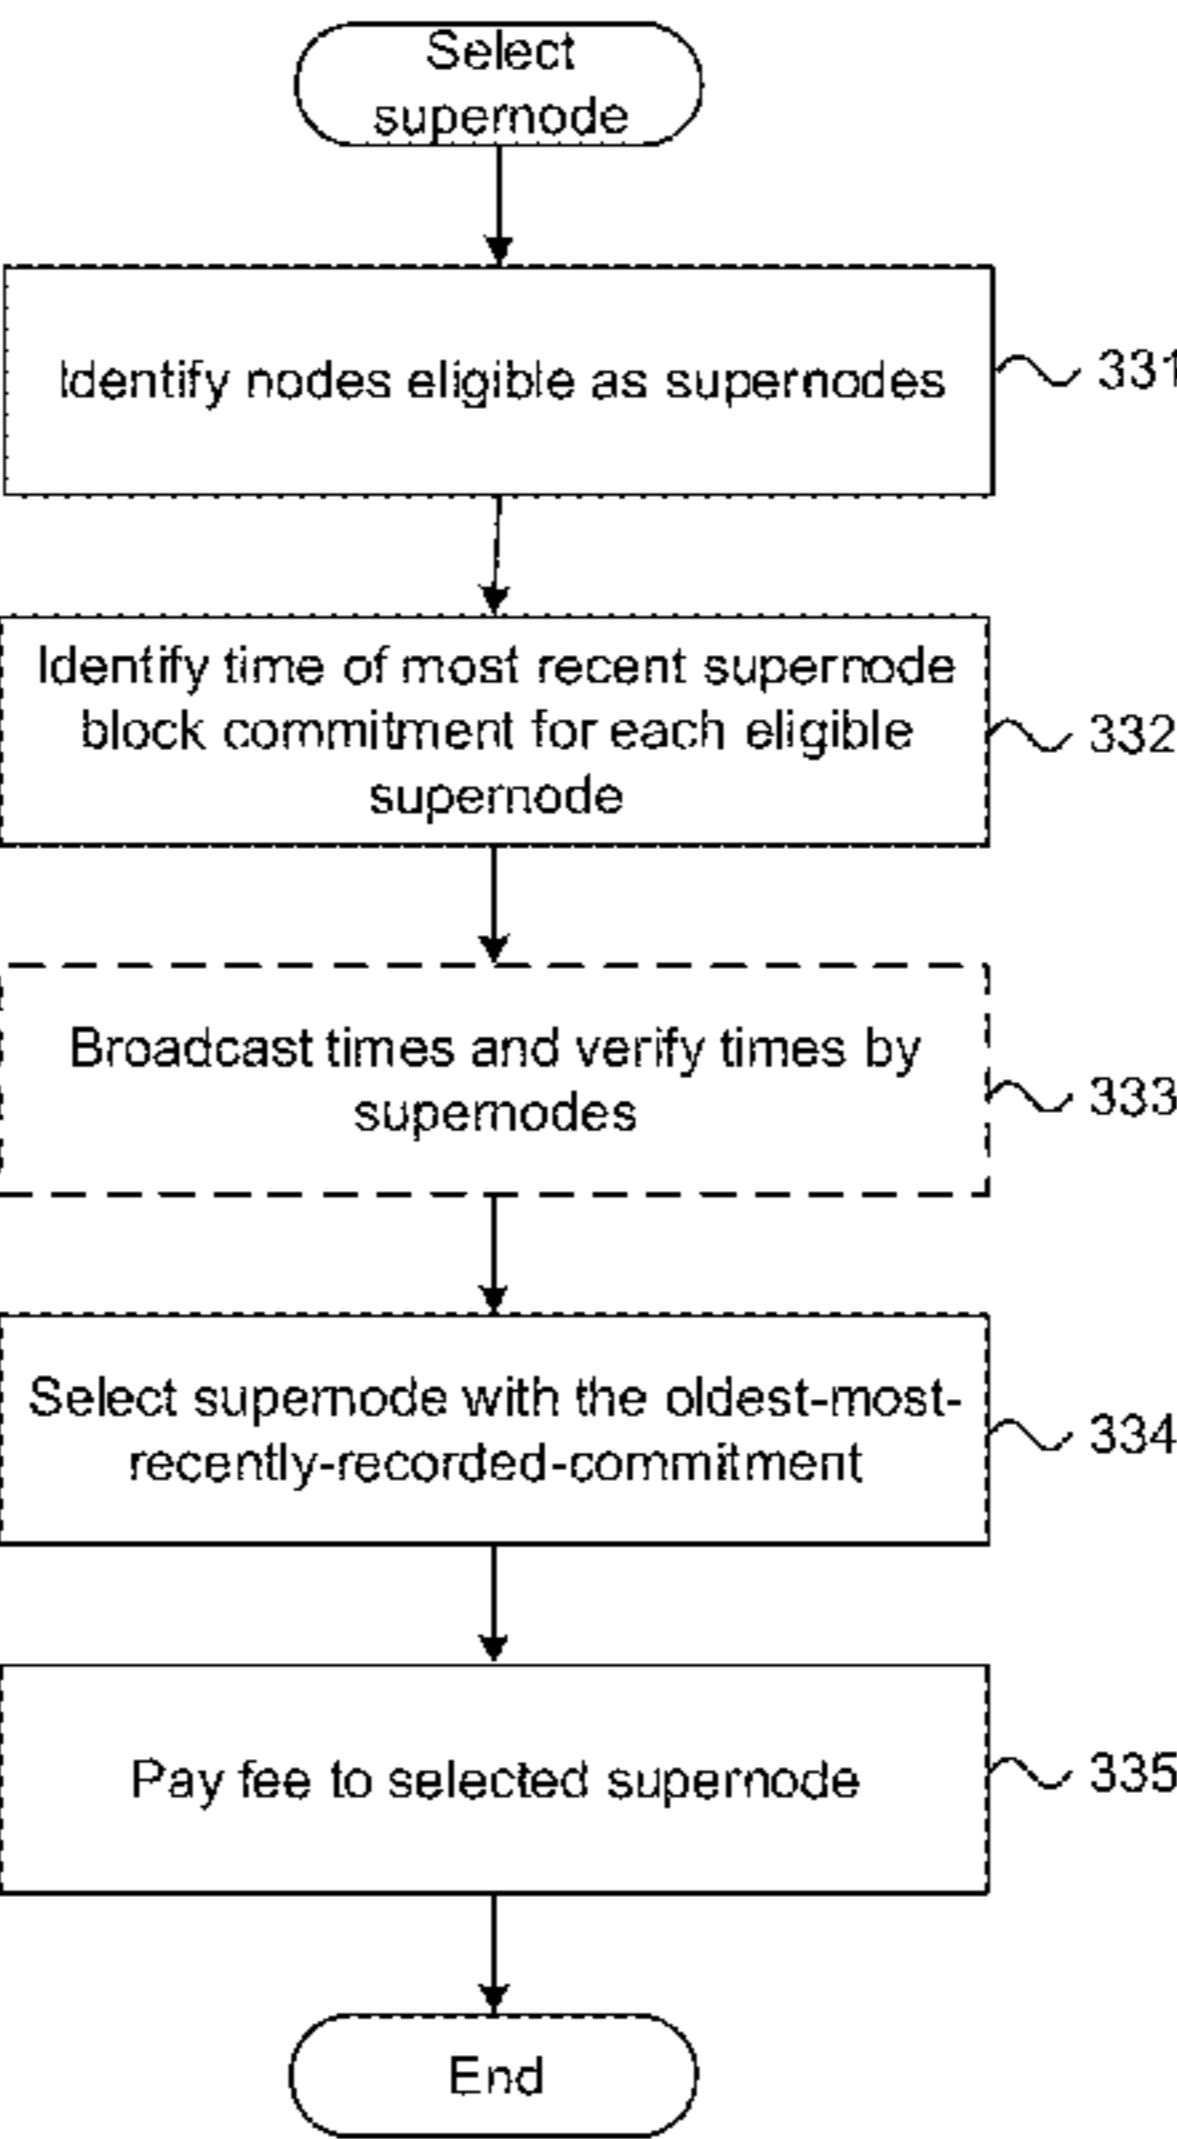 Select
supernode
Identify nodes eligible as supernodes
331
Identify time of most recent supernode
block commitment for each eligible
supernode
332
Broadcast times and verify times by
supernodes
333
Select supernode with the oldest-most-
recently-recorded-commitment
334
Pay fee to selected supernode
335
End